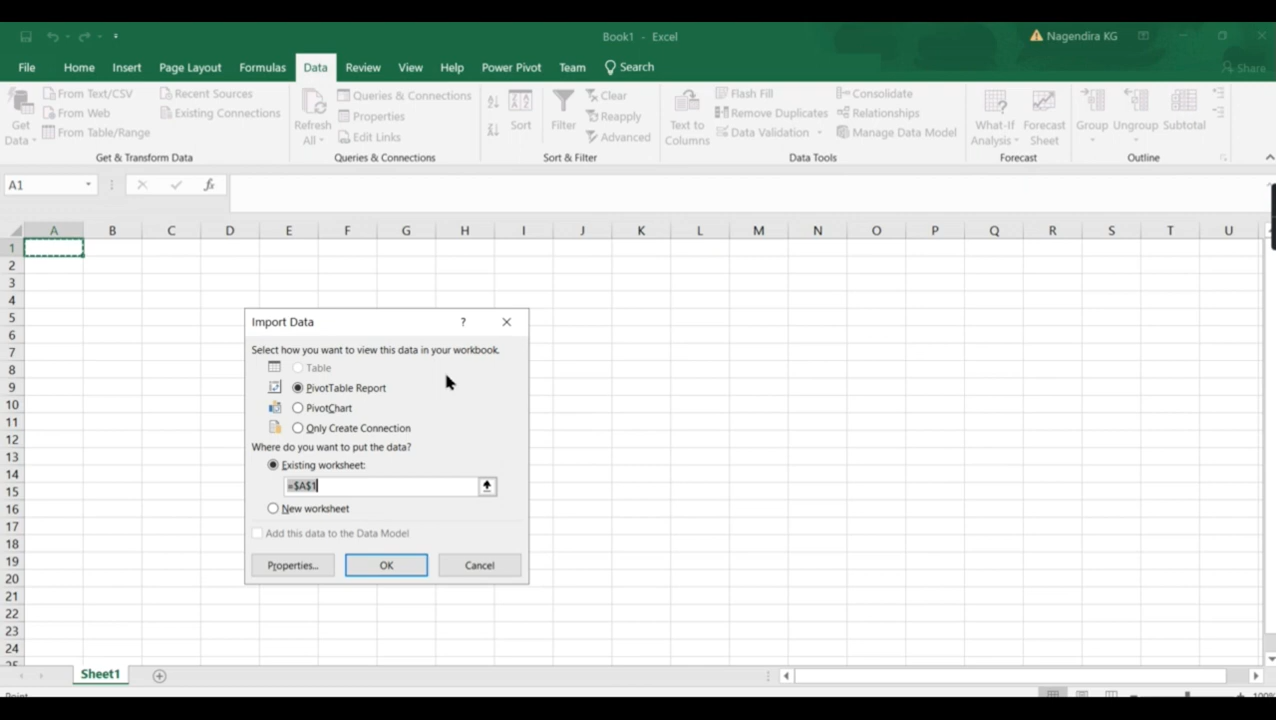 Book1 - Excel
Nagendira KG
File Home Insert Page Layout Formulas Data Review View Help Power Pivot Team Search
Share
Get Data
From Text/CSV
From Web
From Table/Range
Recent Sources
Existing Connections
Get & Transform Data
Refresh All
Queries & Connections
Properties
Edit Links
Queries & Connections
Sort
Filter
Clear
Reapply
Advanced
Sort & Filter
Text to Columns
Flash Fill
Remove Duplicates
Data Validation
Consolidate
Relationships
Manage Data Model
Data Tools
What-If Analysis
Forecast Sheet
Forecast
Group
Ungroup
Subtotal
Outline
A1
fx
A B C D E F G H I J K L M N O P Q R S T U
1
2
3
4
5
6
7
8
9
10
11
12
13
14
15
16
17
18
19
20
21
22
23
24
25
Import Data ?
Select how you want to view this data in your workbook.
Table
PivotTable Report
PivotChart
Only Create Connection
Where do you want to put the data?
Existing worksheet:
=$A$1
New worksheet
Add this data to the Data Model
Properties... OK Cancel
Sheet1
Point
100%